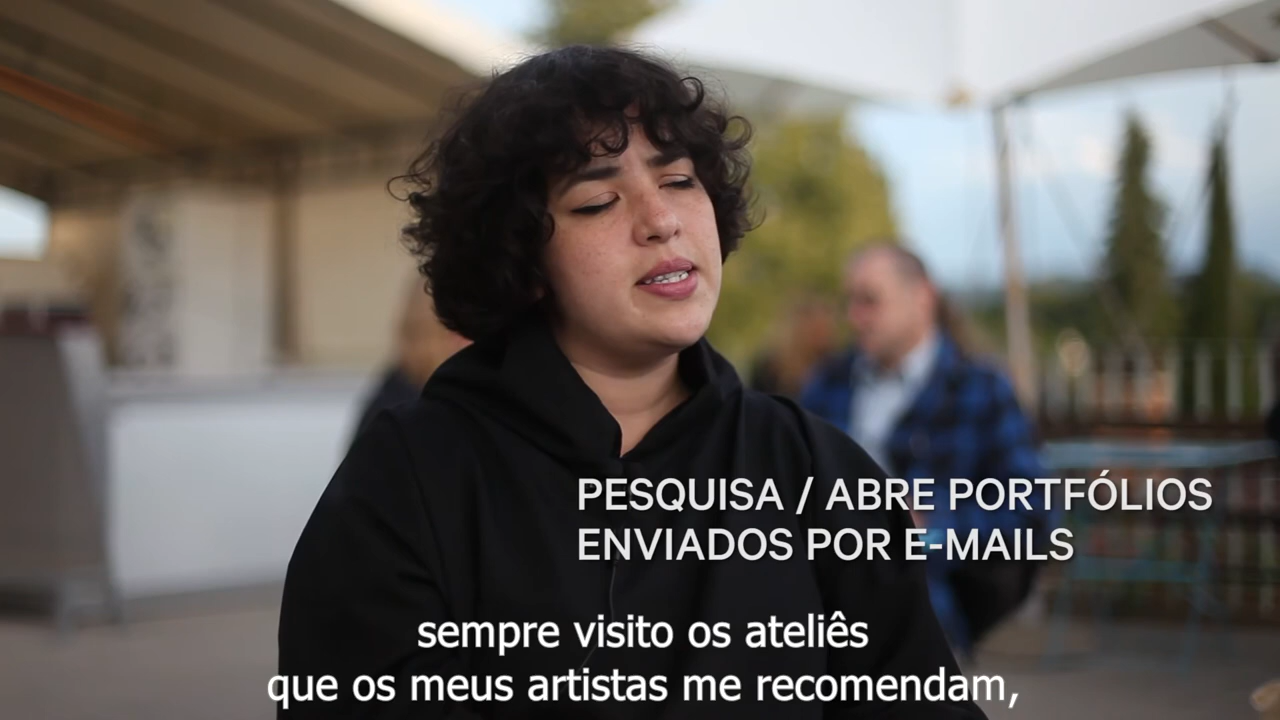 PESQUISA / ABRE PORTFÓLIOS
ENVIADOS POR E-MAILS
sempre visito os ateliês
que os meus artistas me recomendam,